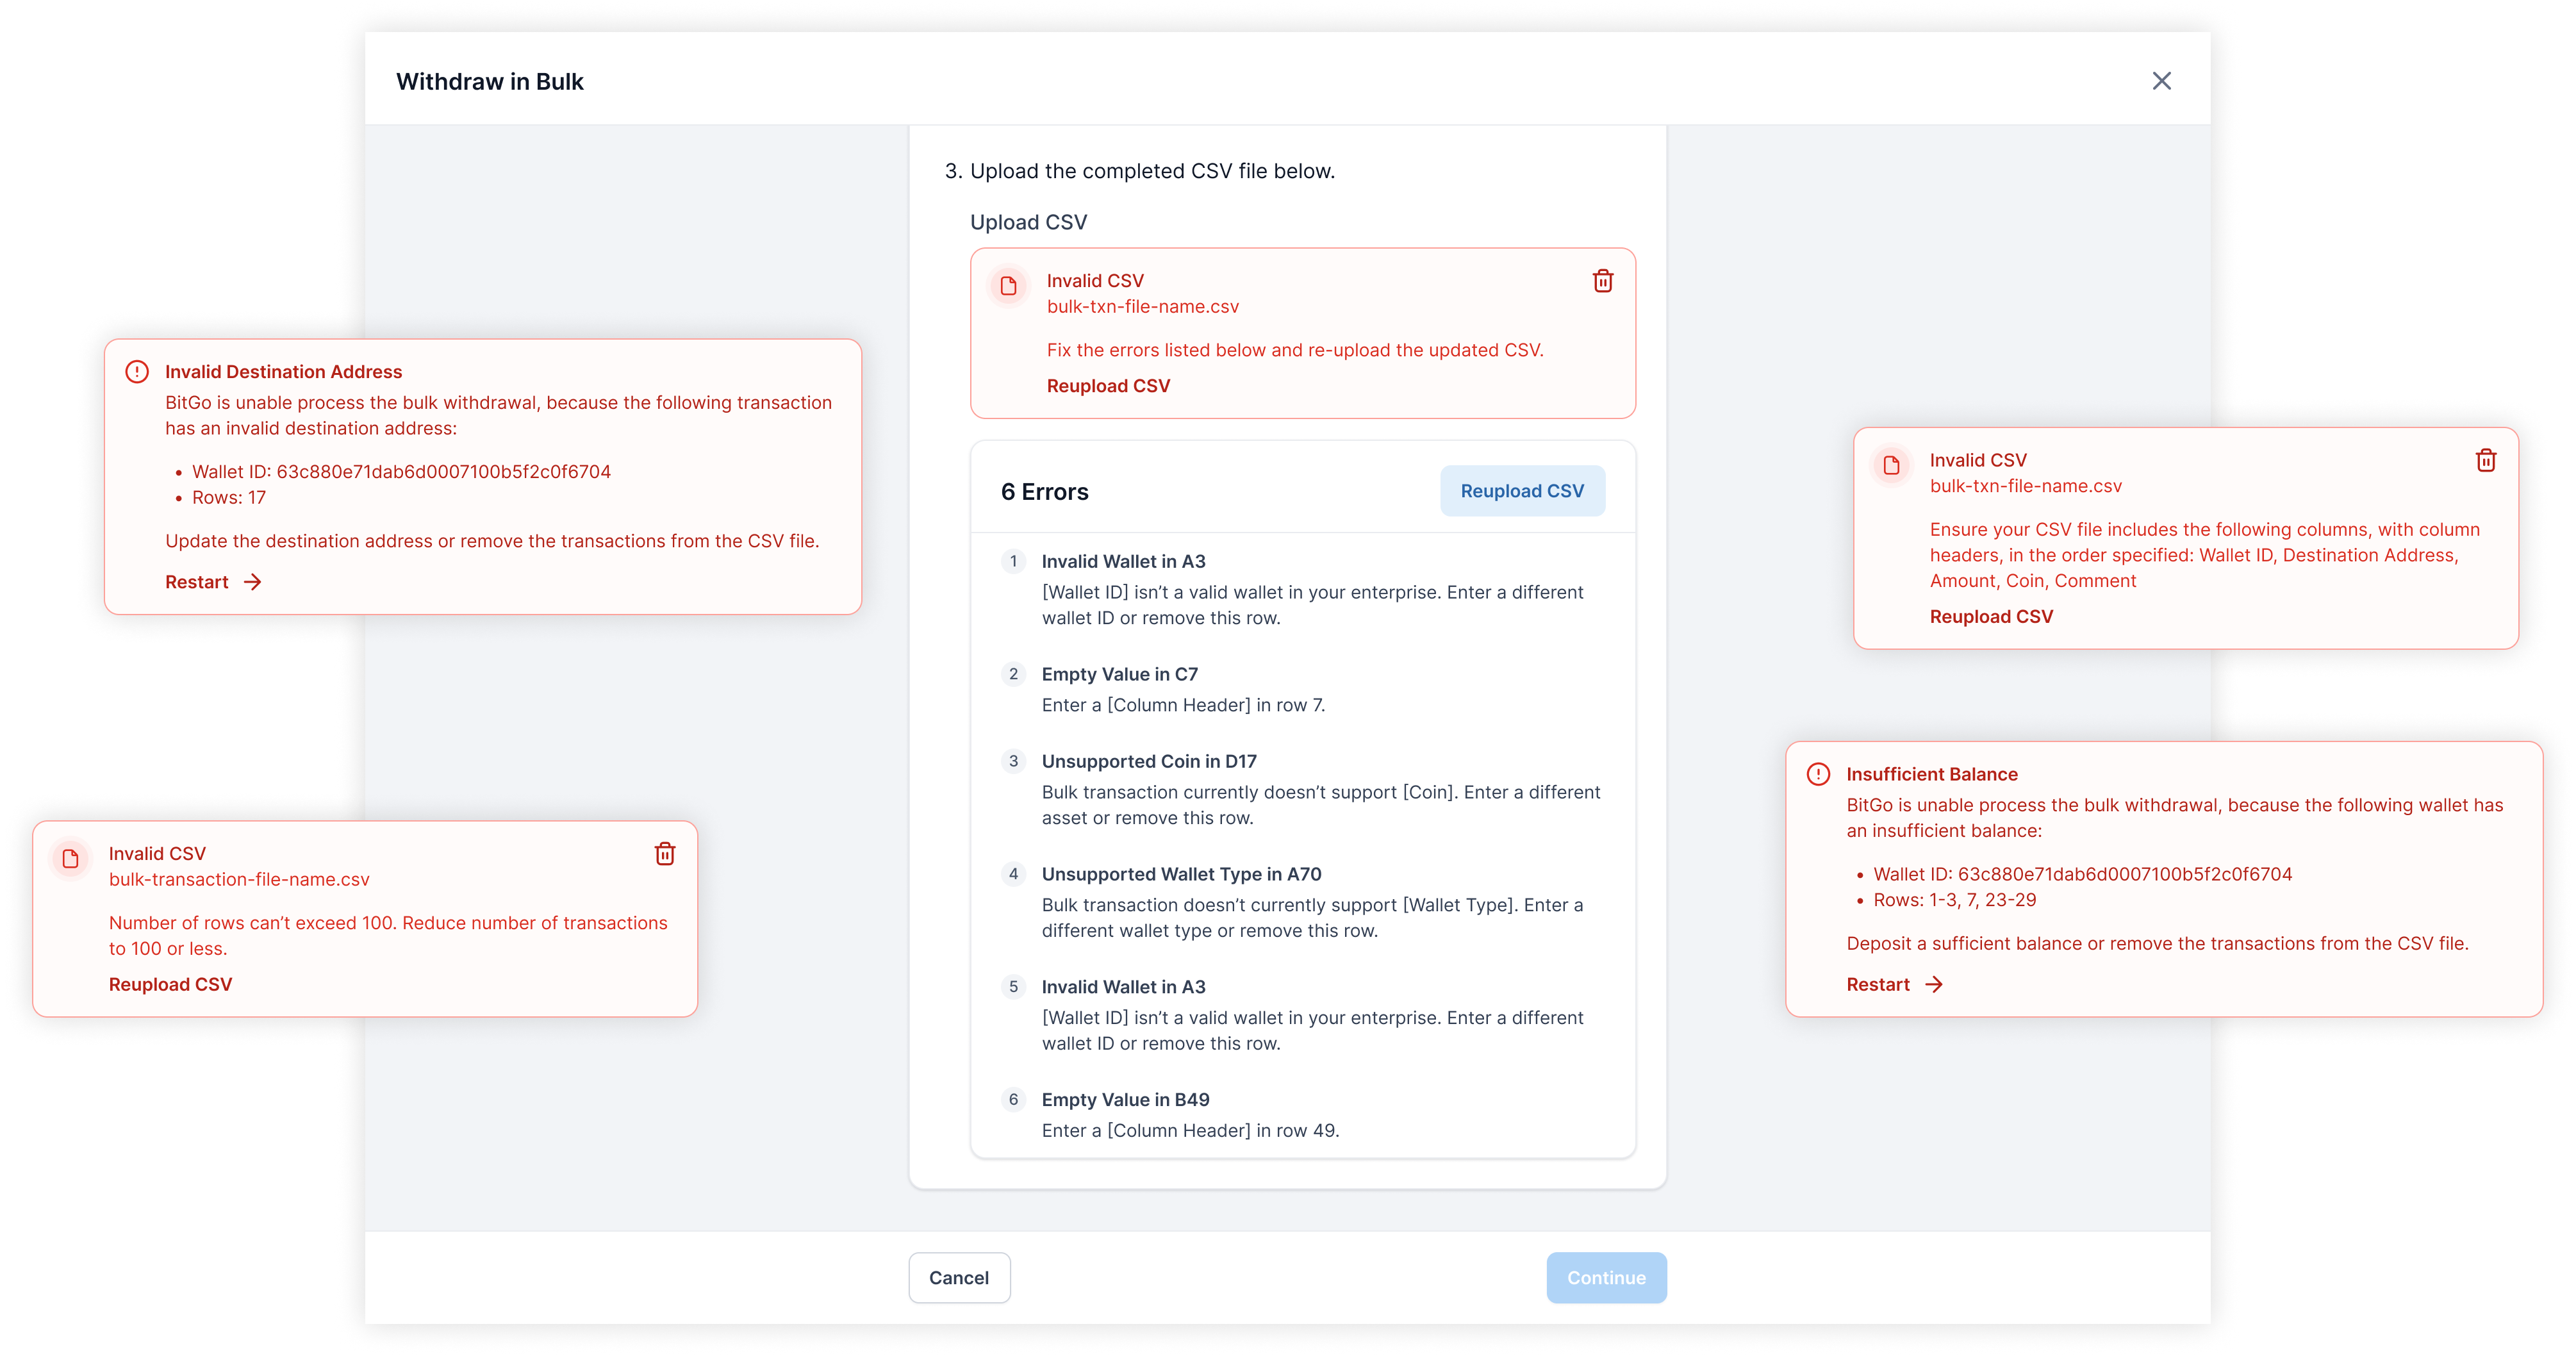 Withdraw in Bulk
3. Upload the completed CSV file below.
Upload CSV
Invalid CSV
bulk-txn-file-name.csv
Fix the errors listed below and re-upload the updated CSV.
Reupload CSV
6 Errors
Reupload CSV
1 Invalid Wallet in A3
[Wallet ID] isn’t a valid wallet in your enterprise. Enter a different
wallet ID or remove this row.
2 Empty Value in C7
Enter a [Column Header] in row 7.
3 Unsupported Coin in D17
Bulk transaction currently doesn’t support [Coin]. Enter a different
asset or remove this row.
4 Unsupported Wallet Type in A70
Bulk transaction doesn’t currently support [Wallet Type]. Enter a
different wallet type or remove this row.
5 Invalid Wallet in A3
[Wallet ID] isn’t a valid wallet in your enterprise. Enter a different
wallet ID or remove this row.
6 Empty Value in B49
Enter a [Column Header] in row 49.
Cancel
Continue
Invalid Destination Address
BitGo is unable process the bulk withdrawal, because the following transaction
has an invalid destination address:
• Wallet ID: 63c880e71dab6d0007100b5f2c0f6704
• Rows: 17
Update the destination address or remove the transactions from the CSV file.
Restart
Invalid CSV
bulk-transaction-file-name.csv
Number of rows can’t exceed 100. Reduce number of transactions
to 100 or less.
Reupload CSV
Invalid CSV
bulk-txn-file-name.csv
Ensure your CSV file includes the following columns, with column
headers, in the order specified: Wallet ID, Destination Address,
Amount, Coin, Comment
Reupload CSV
Insufficient Balance
BitGo is unable process the bulk withdrawal, because the following wallet has
an insufficient balance:
• Wallet ID: 63c880e71dab6d0007100b5f2c0f6704
• Rows: 1-3, 7, 23-29
Deposit a sufficient balance or remove the transactions from the CSV file.
Restart